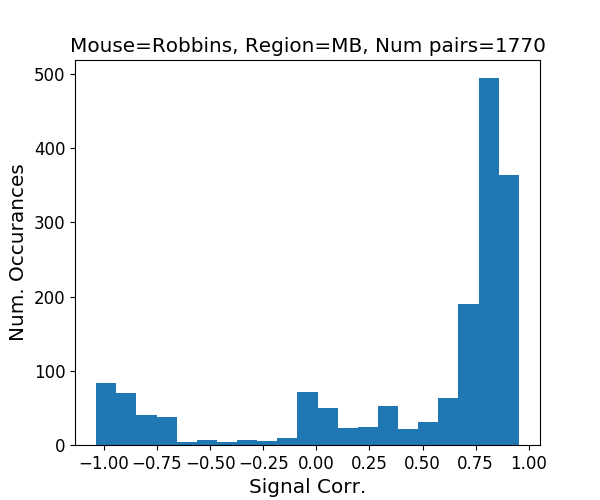 Mouse=Robbins, Region=MB, Num pairs=1770
500
400
300
200
100
0
Num. Occurances
−1.00 −0.75 −0.50 −0.25 0.00 0.25 0.50 0.75 1.00
Signal Corr.